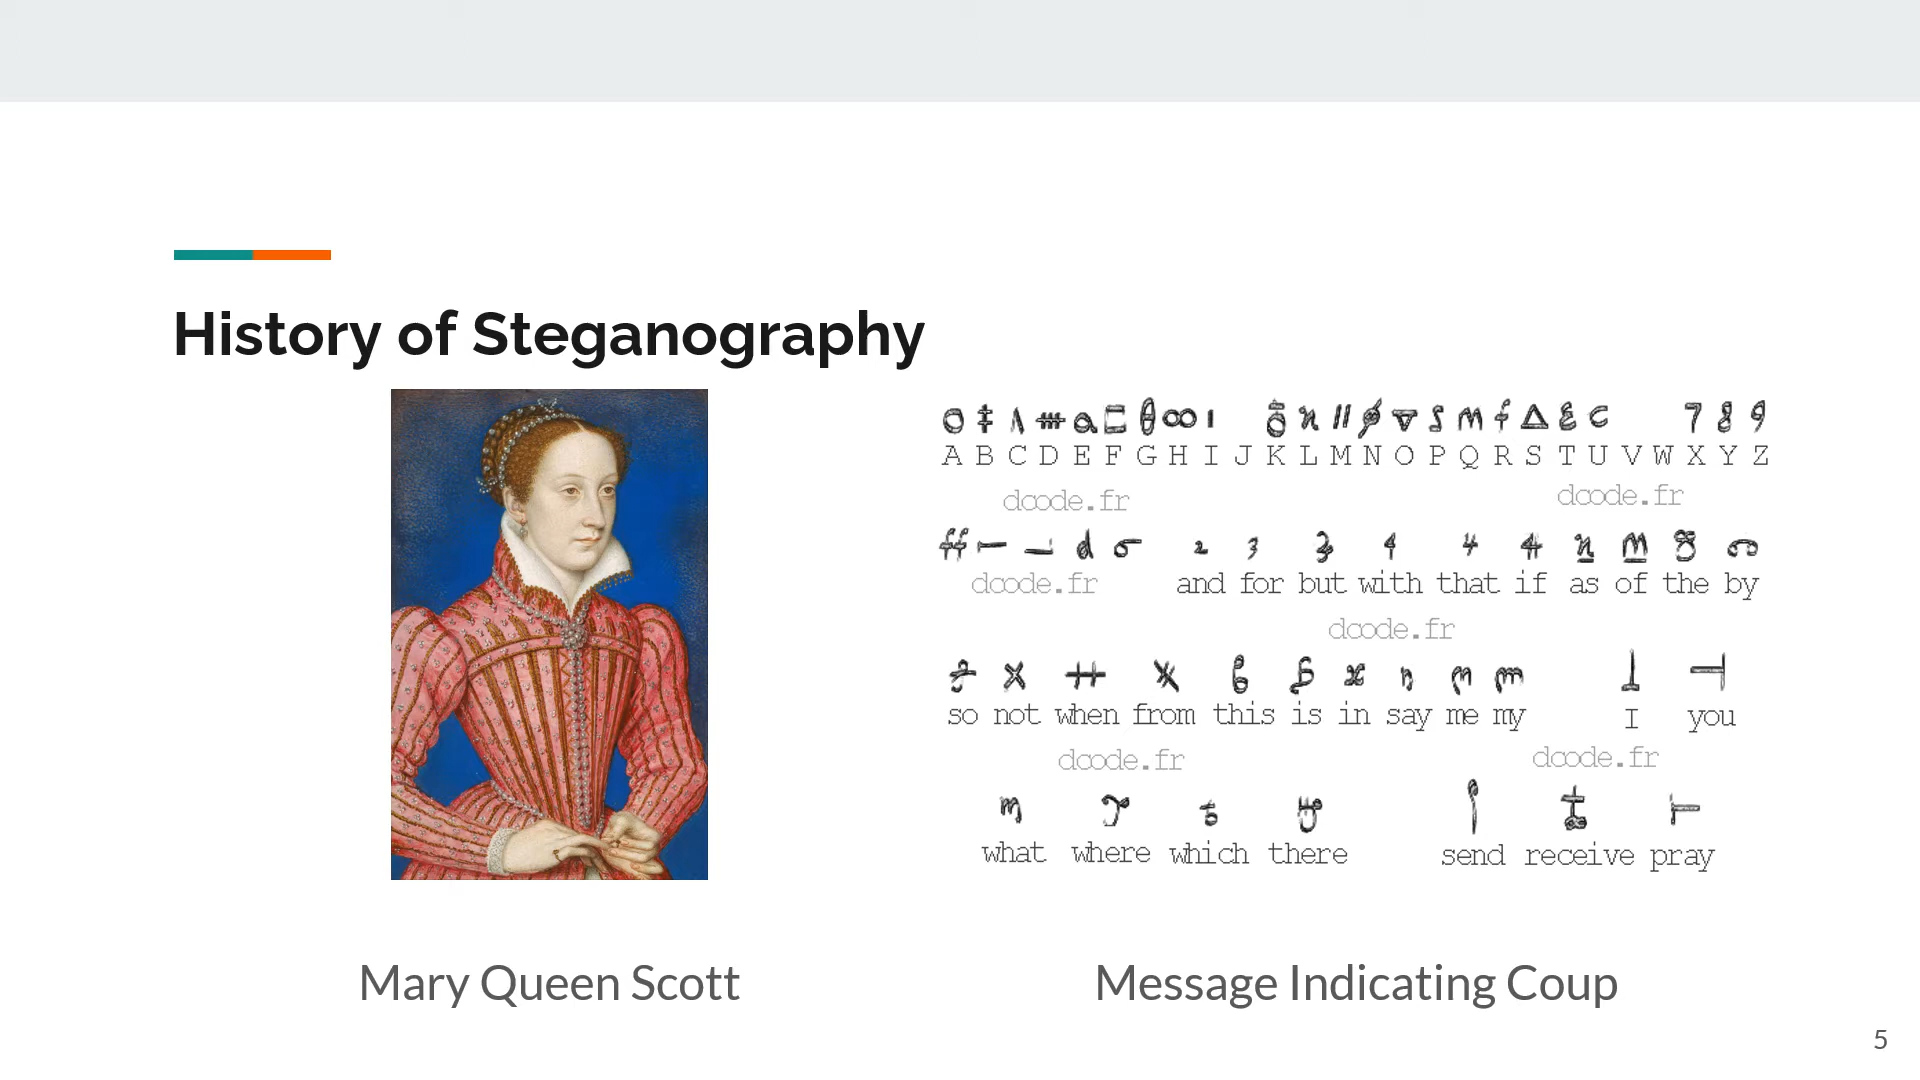 History of Steganography
A B C D E F G H I J K L M N O P Q R S T U V W X Y Z
dcode.fr dcode.fr
dcode.fr and for but with that if as of the by
dcode.fr
so not when from this is in say me my I you
dcode.fr dcode.fr
what where which there send receive pray
Mary Queen Scott
Message Indicating Coup
5